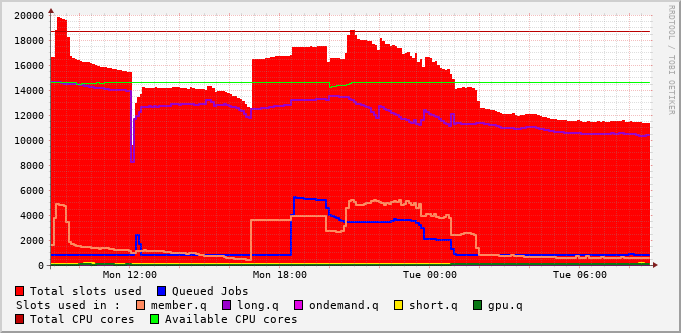 20000
18000
16000
14000
12000
10000
8000
6000
4000
2000
0
Mon 12:00 Mon 18:00 Tue 00:00 Tue 06:00
RRDTOOL / TOBI OETIKER
Total slots used Queued Jobs
Slots used in : member.q long.q ondemand.q short.q gpu.q
Total CPU cores Available CPU cores